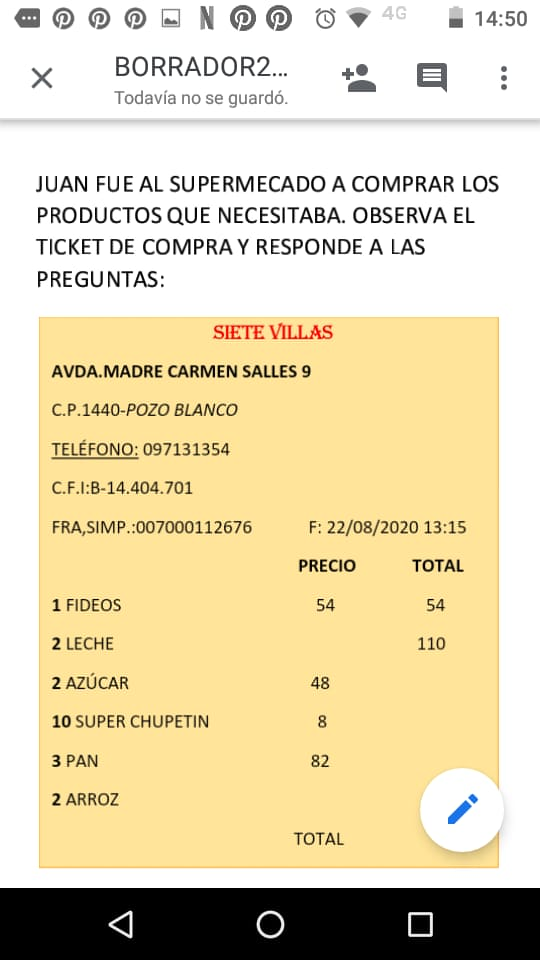 4G 14:50
BORRADOR2...
Todavía no se guardó.
JUAN FUE AL SUPERMECADO A COMPRAR LOS
PRODUCTOS QUE NECESITABA. OBSERVA EL
TICKET DE COMPRA Y RESPONDE A LAS
PREGUNTAS:
SIETE VILLAS
AVDA.MADRE CARMEN SALLES 9
C.P.1440-POZO BLANCO
TELÉFONO: 097131354
C.F.I:B-14.404.701
FRA,SIMP.:007000112676 F: 22/08/2020 13:15
PRECIO TOTAL
1 FIDEOS 54 54
2 LECHE 110
2 AZÚCAR 48
10 SUPER CHUPETIN 8
3 PAN 82
2 ARROZ
TOTAL